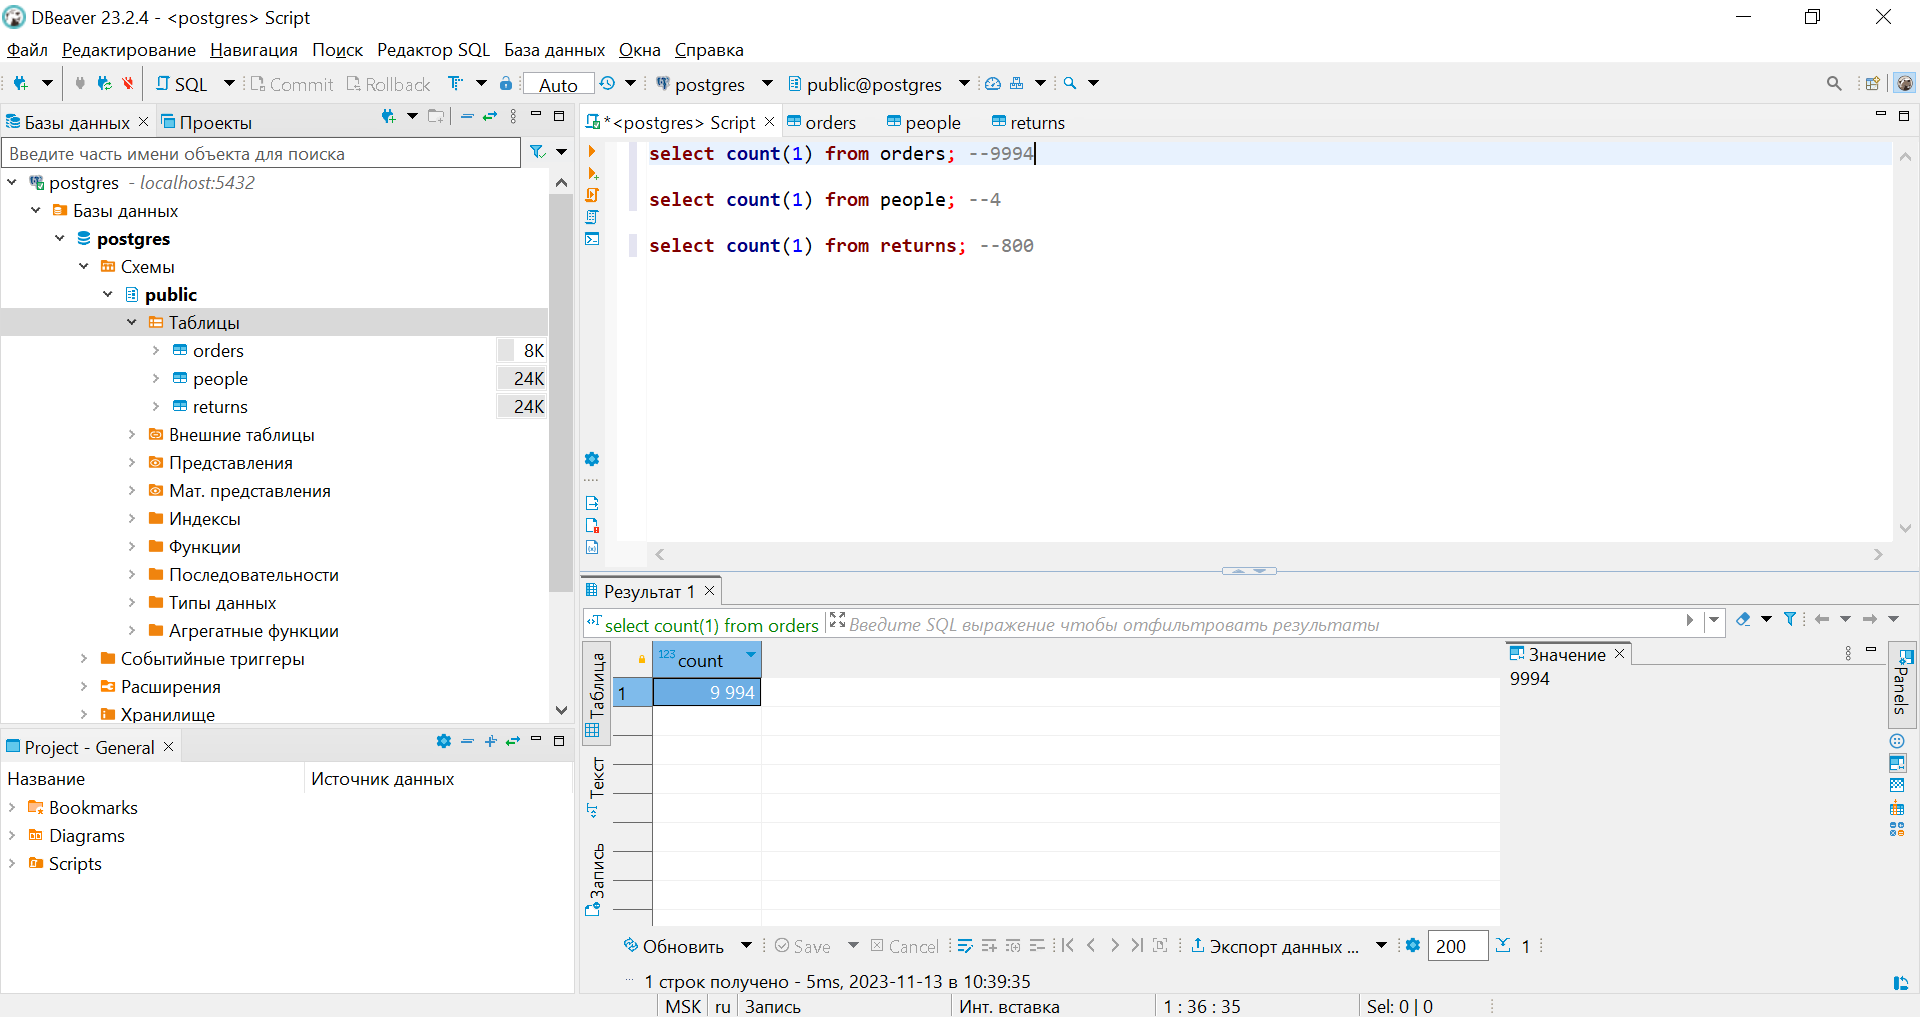 DBeaver 23.2.4 - <postgres> Script
Файл Редактирование Навигация Поиск Редактор SQL База данных Окна Справка
SQL Commit Rollback Auto postgres public@postgres
Базы данных Проекты
Введите часть имени объекта для поиска
postgres - localhost:5432
Базы данных
postgres
Схемы
public
Таблицы
orders 8K
people 24K
returns 24K
Внешние таблицы
Представления
Мат. представления
Индексы
Функции
Последовательности
Типы данных
Агрегатные функции
Событийные триггеры
Расширения
Хранилище
Project - General
Название Источник данных
Bookmarks
Diagrams
Scripts
*<postgres> Script orders people returns
select count(1) from orders; --9994
select count(1) from people; --4
select count(1) from returns; --800
Результат 1
select count(1) from orders Введите SQL выражение чтобы отфильтровать результаты
Таблица
Текст
Запись
123 count
1 9 994
Значение
9994
Panels
Обновить Save Cancel Экспорт данных ... 200 1
1 строк получено - 5ms, 2023-11-13 в 10:39:35
MSK ru Запись Инт. вставка 1 : 36 : 35 Sel: 0 | 0